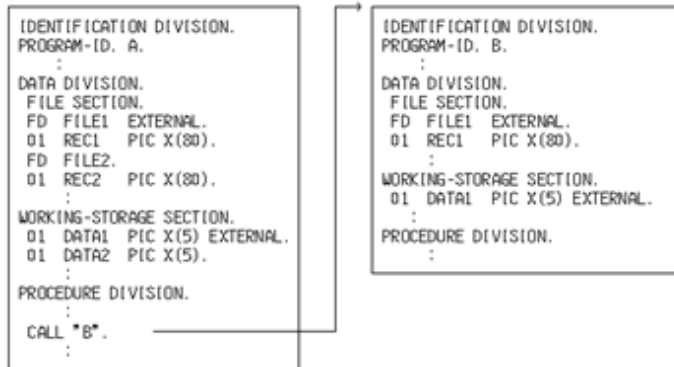 IDENTIFICATION DIVISION.
PROGRAM-ID. A.
:
DATA DIVISION.
FILE SECTION.
FD FILE1 EXTERNAL.
01 REC1 PIC X(80).
FD FILE2.
01 REC2 PIC X(80).
:
WORKING-STORAGE SECTION.
01 DATA1 PIC X(5) EXTERNAL.
01 DATA2 PIC X(5).
:
PROCEDURE DIVISION.
:
CALL "B".
:
IDENTIFICATION DIVISION.
PROGRAM-ID. B.
:
DATA DIVISION.
FILE SECTION.
FD FILE1 EXTERNAL.
01 REC1 PIC X(80).
:
WORKING-STORAGE SECTION.
01 DATA1 PIC X(5) EXTERNAL.
:
PROCEDURE DIVISION.
: